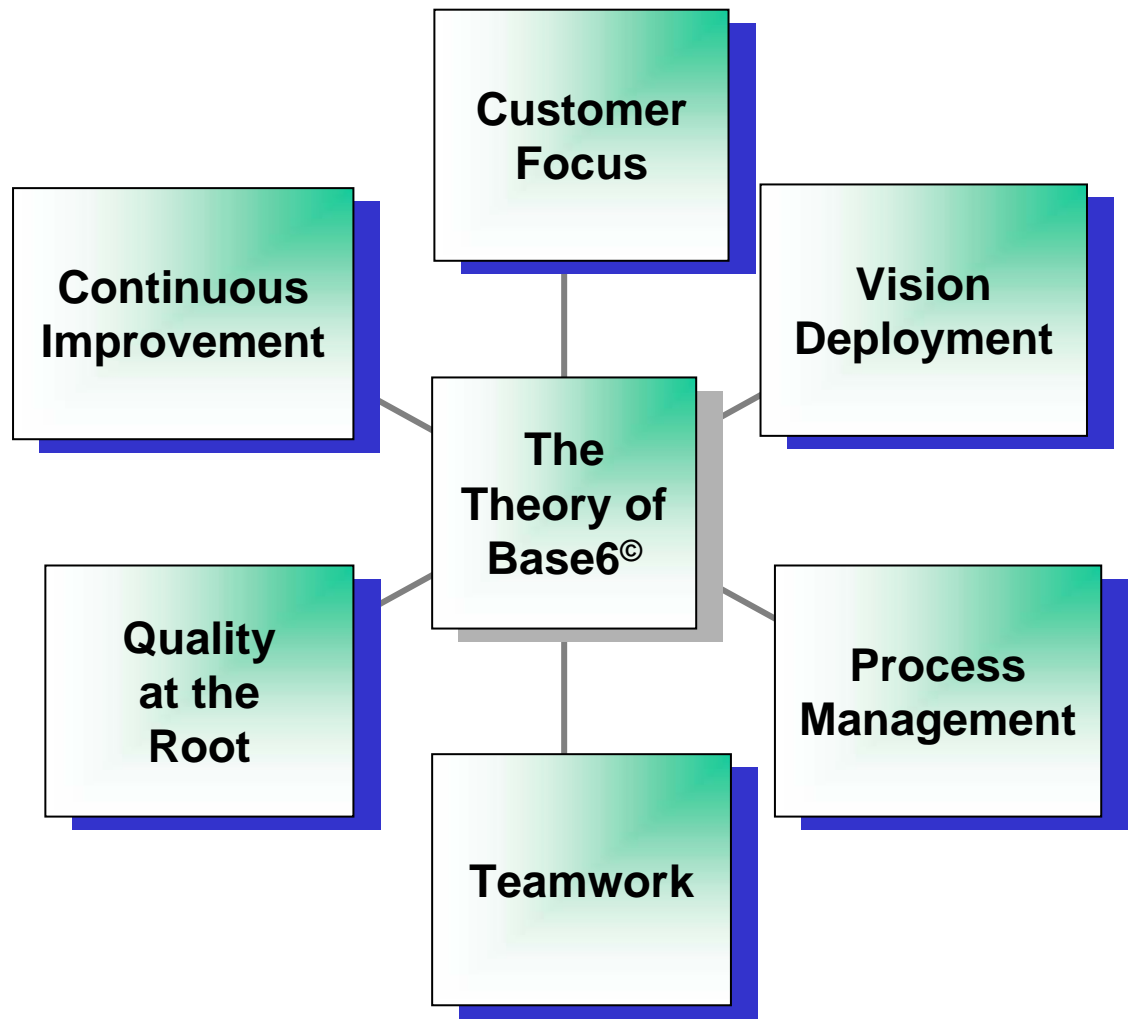 Customer
Focus
Continuous
Improvement
Vision
Deployment
The
Theory of
Base6©
Quality
at the
Root
Process
Management
Teamwork